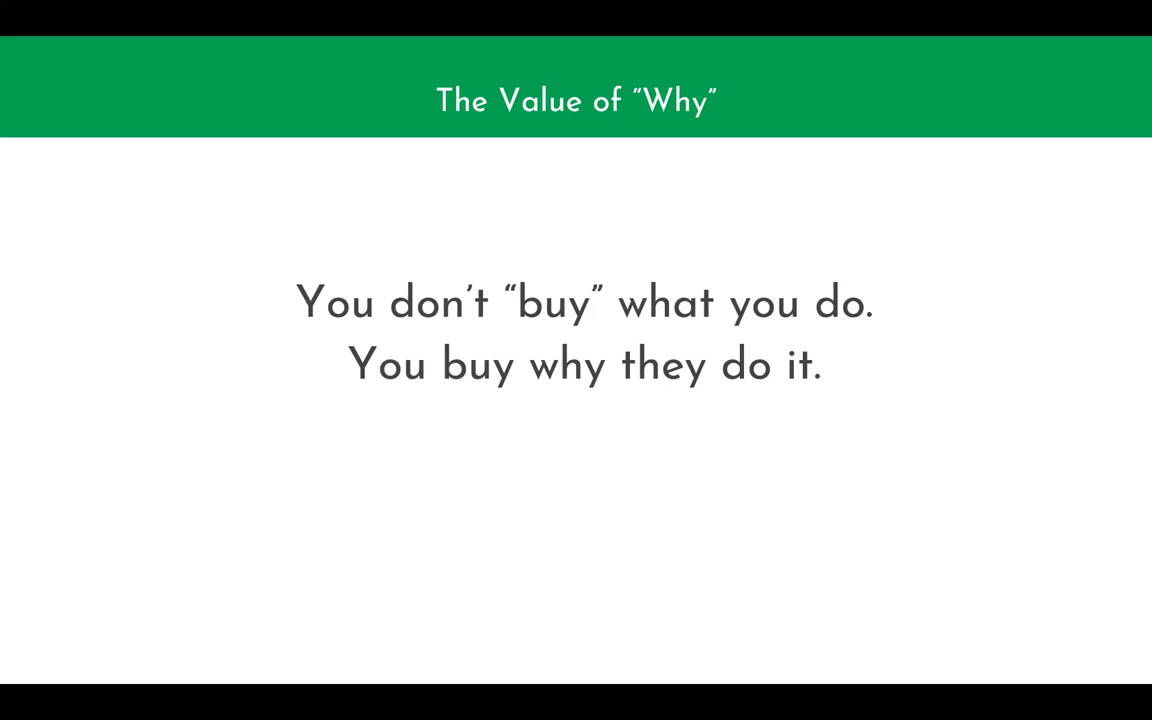 The Value of “Why”
You don’t “buy” what you do.
You buy why they do it.